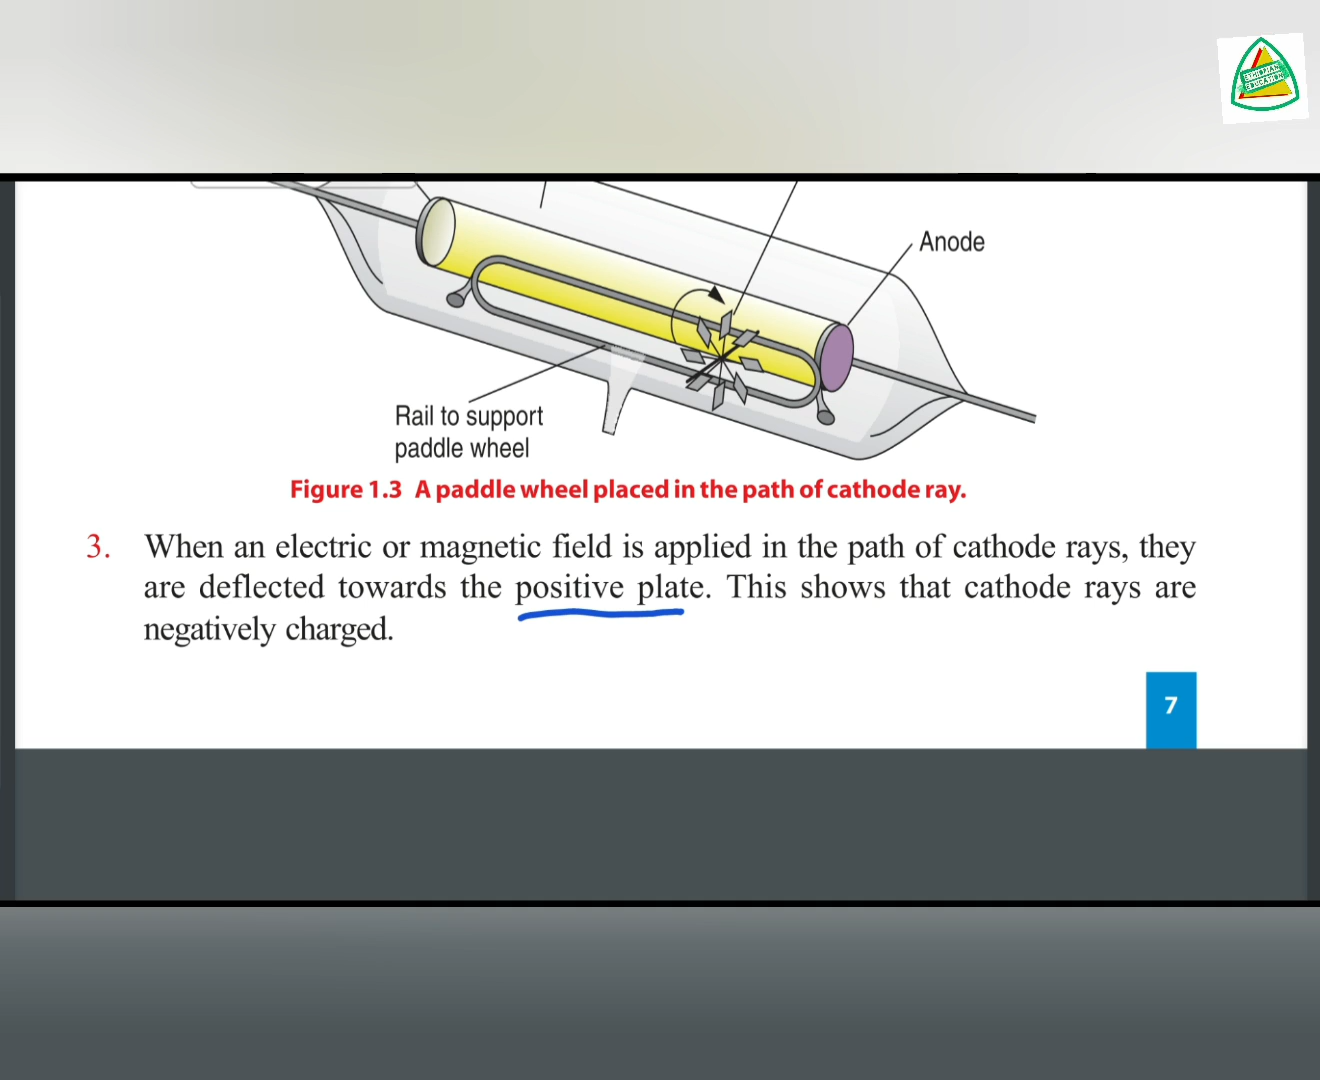 ETHIOPIAN
EDUCATION
Anode
Rail to support
paddle wheel
Figure 1.3 A paddle wheel placed in the path of cathode ray.
3. When an electric or magnetic field is applied in the path of cathode rays, they
are deflected towards the positive plate. This shows that cathode rays are
negatively charged.
7